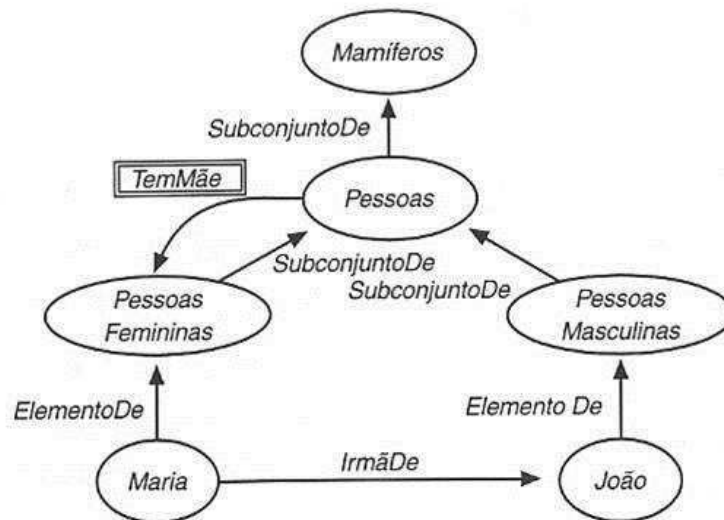 Mamíferos
SubconjuntoDe
TemMãe
Pessoas
SubconjuntoDe
SubconjuntoDe
Pessoas
Femininas
Pessoas
Masculinas
ElementoDe
Elemento De
Maria
IrmãDe
João